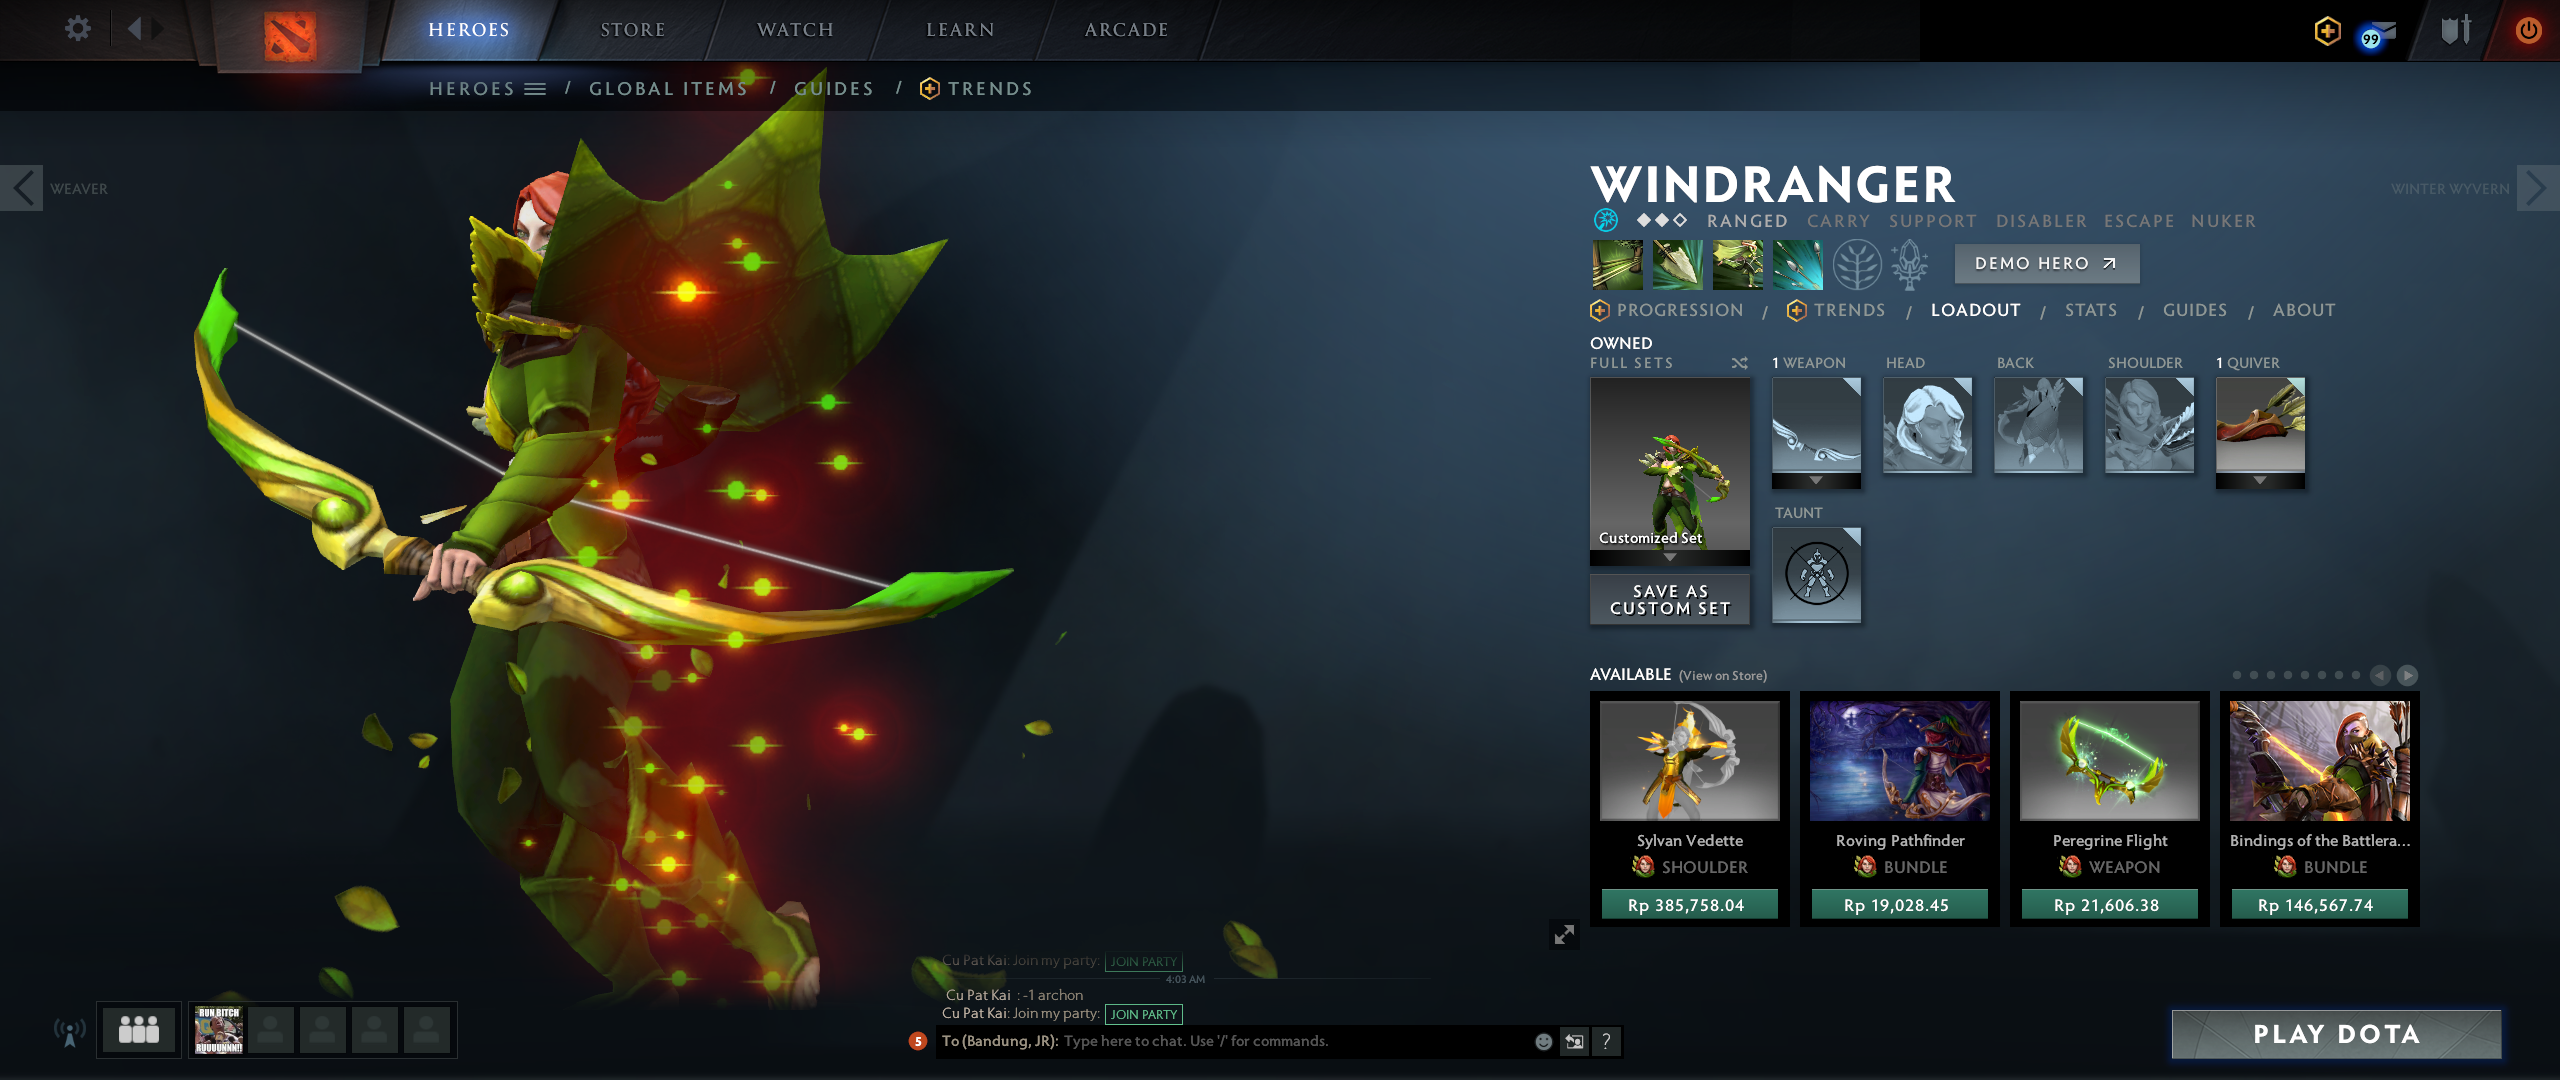 HEROES
STORE
WATCH
LEARN
ARCADE
99
HEROES / GLOBAL ITEMS / GUIDES / TRENDS
WEAVER
WINTER WYVERN
WINDRANGER
RANGED CARRY SUPPORT DISABLER ESCAPE NUKER
DEMO HERO
PROGRESSION / TRENDS / LOADOUT / STATS / GUIDES / ABOUT
OWNED
FULL SETS
1 WEAPON
HEAD
BACK
SHOULDER
1 QUIVER
Customized Set
SAVE AS
CUSTOM SET
TAUNT
AVAILABLE (View on Store)
Sylvan Vedette
SHOULDER
Rp 385,758.04
Roving Pathfinder
BUNDLE
Rp 19,028.45
Peregrine Flight
WEAPON
Rp 21,606.38
Bindings of the Battlera...
BUNDLE
Rp 146,567.74
Cu Pat Kai: Join my party: JOIN PARTY
4:03 AM
Cu Pat Kai : -1 archon
Cu Pat Kai: Join my party: JOIN PARTY
5 To (Bandung, JR): Type here to chat. Use '/' for commands.
?
RUN BITCH
RUUUUNNN!!
PLAY DOTA